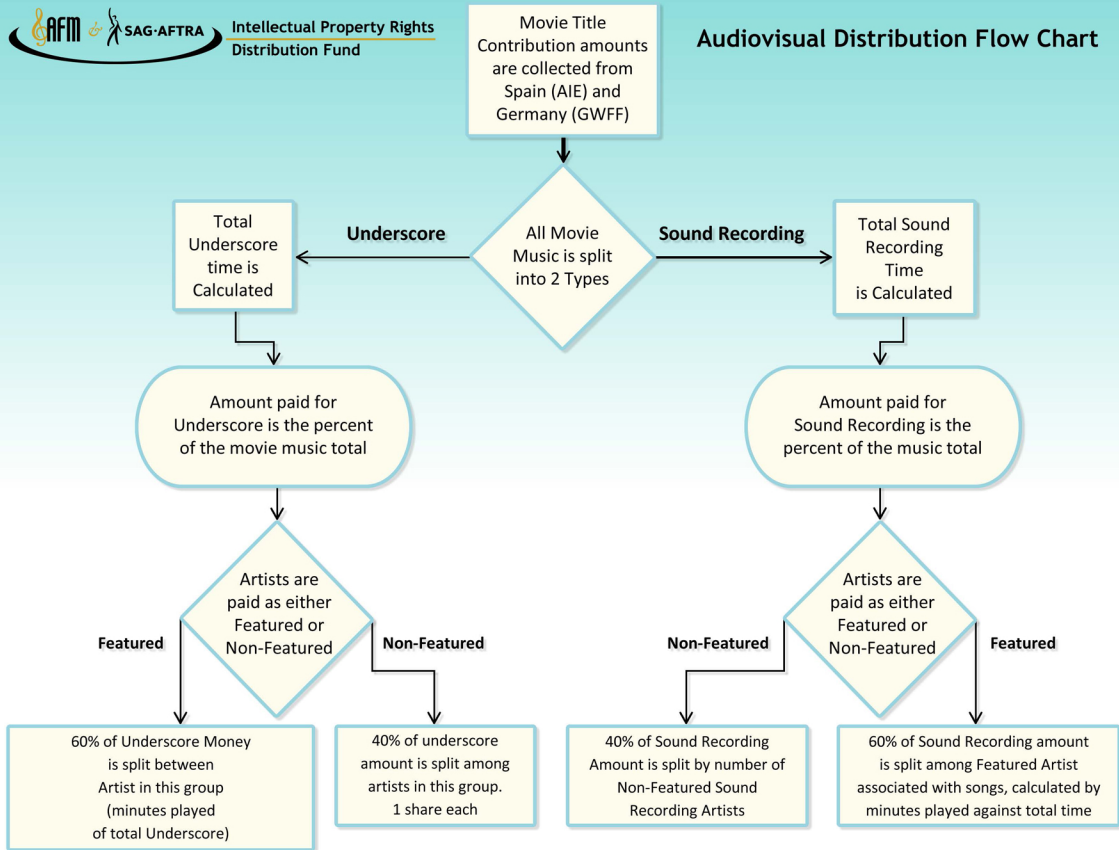 AFM & SAG·AFTRA
Intellectual Property Rights
Distribution Fund
Audiovisual Distribution Flow Chart
Movie Title
Contribution amounts
are collected from
Spain (AIE) and
Germany (GWFF)
All Movie
Music is split
into 2 Types
Underscore
Sound Recording
Total
Underscore
time is
Calculated
Total Sound
Recording
Time
is Calculated
Amount paid for
Underscore is the percent
of the movie music total
Amount paid for
Sound Recording is the
percent of the music total
Artists are
paid as either
Featured or
Non-Featured
Featured
Non-Featured
Artists are
paid as either
Featured or
Non-Featured
Non-Featured
Featured
60% of Underscore Money
is split between
Artist in this group
(minutes played
of total Underscore)
40% of underscore
amount is split among
artists in this group.
1 share each
40% of Sound Recording
Amount is split by number of
Non-Featured Sound
Recording Artists
60% of Sound Recording amount
is split among Featured Artist
associated with songs, calculated by
minutes played against total time